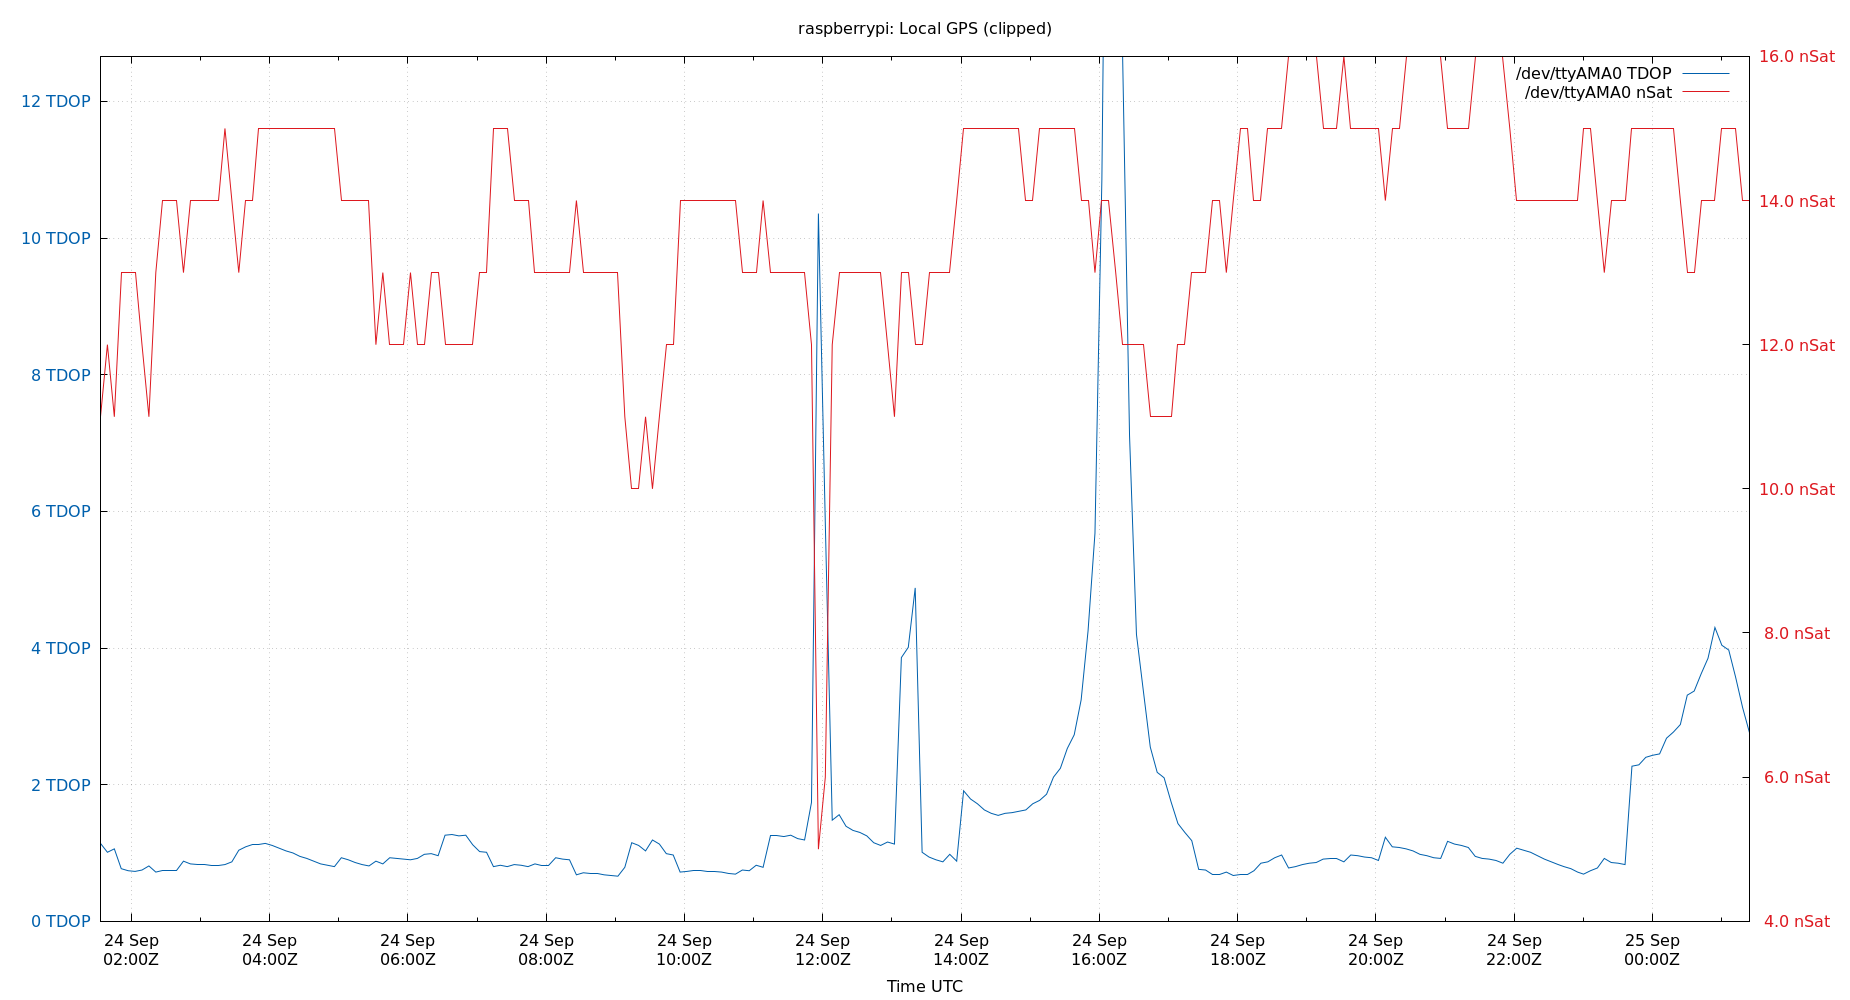 raspberrypi: Local GPS (clipped)
16.0 nSat
/dev/ttyAMA0 TDOP
/dev/ttyAMA0 nSat
12 TDOP
14.0 nSat
10 TDOP
12.0 nSat
8 TDOP
10.0 nSat
6 TDOP
8.0 nSat
4 TDOP
6.0 nSat
2 TDOP
0 TDOP
4.0 nSat
24 Sep 24 Sep 24 Sep 24 Sep 24 Sep 24 Sep 24 Sep 24 Sep 24 Sep 24 Sep 24 Sep 25 Sep
02:00Z 04:00Z 06:00Z 08:00Z 10:00Z 12:00Z 14:00Z 16:00Z 18:00Z 20:00Z 22:00Z 00:00Z
Time UTC